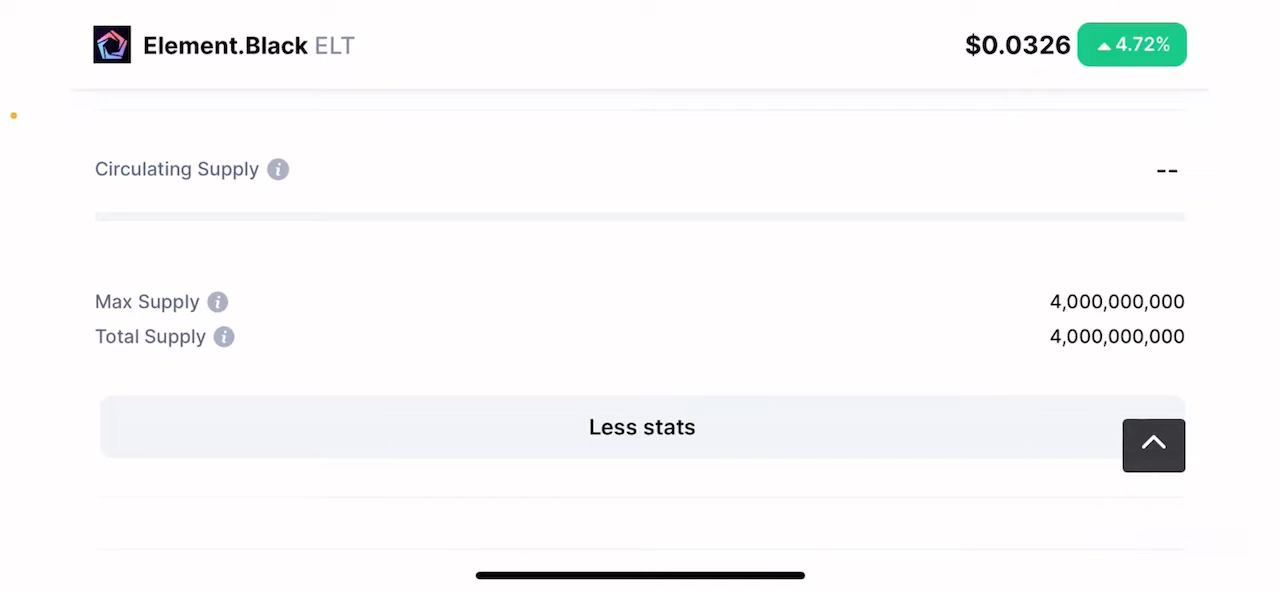 Element.Black ELT $0.0326 ▲4.72%
Circulating Supply i --
Max Supply i 4,000,000,000
Total Supply i 4,000,000,000
Less stats